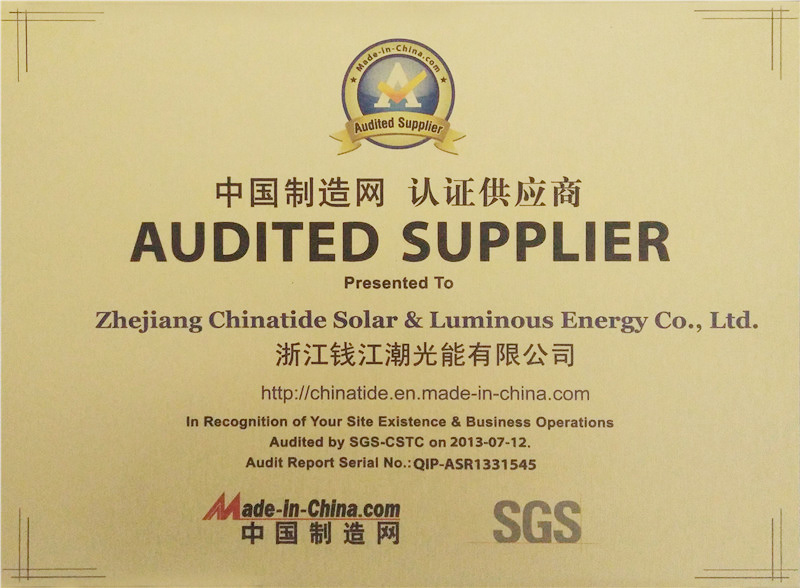 Made-in-China.com
A
Audited Supplier
中国制造网 认证供应商
AUDITED SUPPLIER
Presented To
Zhejiang Chinatide Solar & Luminous Energy Co., Ltd.
浙江钱江潮光能有限公司
http://chinatide.en.made-in-china.com
In Recognition of Your Site Existence & Business Operations
Audited by SGS-CSTC on 2013-07-12.
Audit Report Serial No.: QIP-ASR1331545
Made-in-China.com
中国制造网
SGS